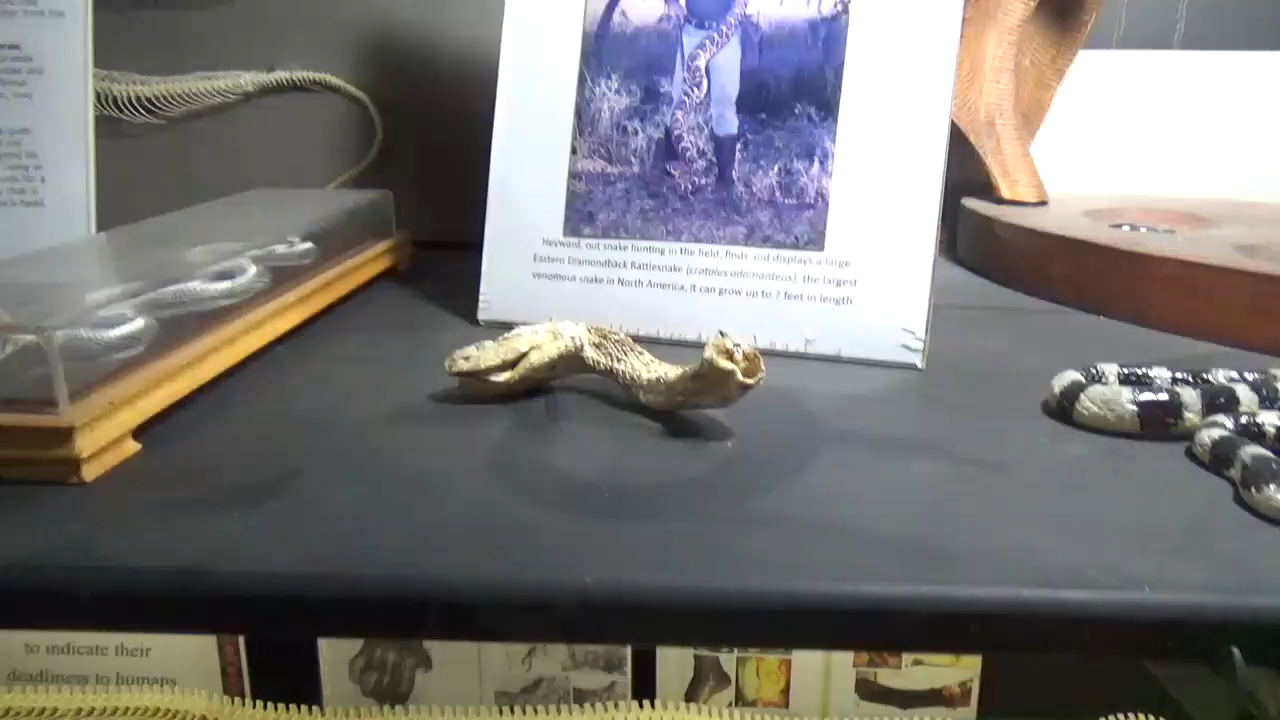 Heyward, out snake hunting in the field, finds and displays a large
Eastern Diamondback Rattlesnake (crotolus adamanteus), the largest
venomous snake in North America, it can grow up to 7 feet in length
to indicate their
deadliness to humans